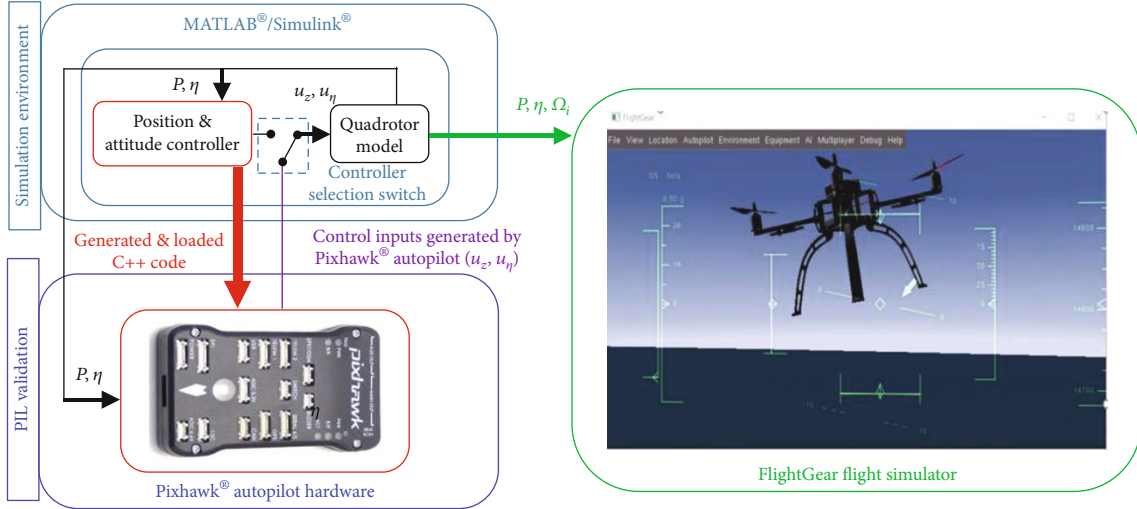 Simulation environment
MATLAB®/Simulink®
P, η
u_z, u_η
Position &
attitude controller
Quadrotor
model
Controller
selection switch
P, η, Ω_i
Generated & loaded
C++ code
Control inputs generated by
Pixhawk® autopilot (u_z, u_η)
PIL validation
P, η
pixhawk
η
Pixhawk® autopilot hardware
FlightGear
File View Location Autopilot Environment Equipment AI Multiplayer Debug Help
FlightGear flight simulator